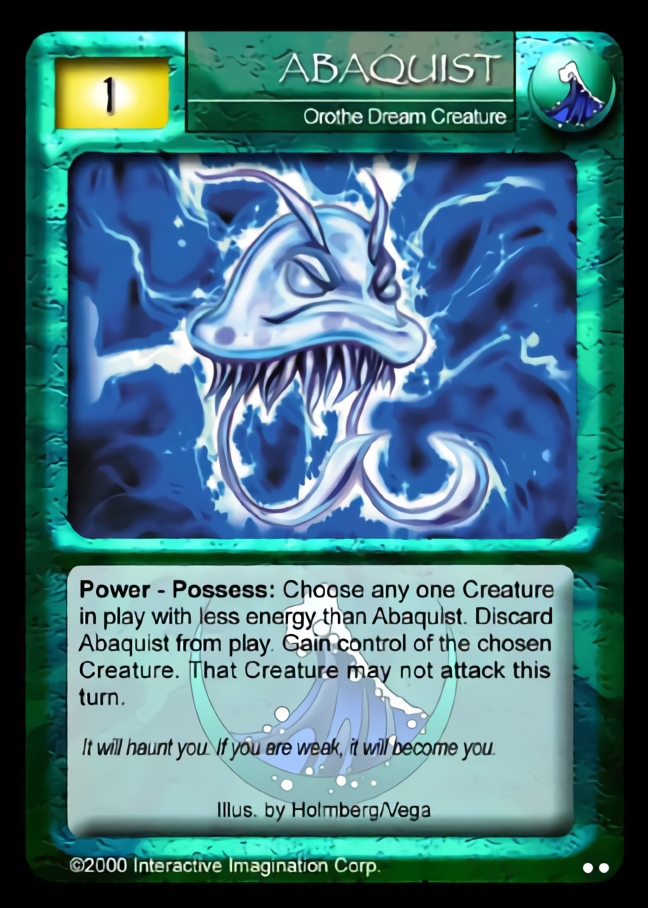 1
ABAQUIST
Orothe Dream Creature
Power - Possess: Choose any one Creature
in play with less energy than Abaquist. Discard
Abaquist from play. Gain control of the chosen
Creature. That Creature may not attack this
turn.
It will haunt you. If you are weak, it will become you.
Illus. by Holmberg/Vega
©2000 Interactive Imagination Corp.